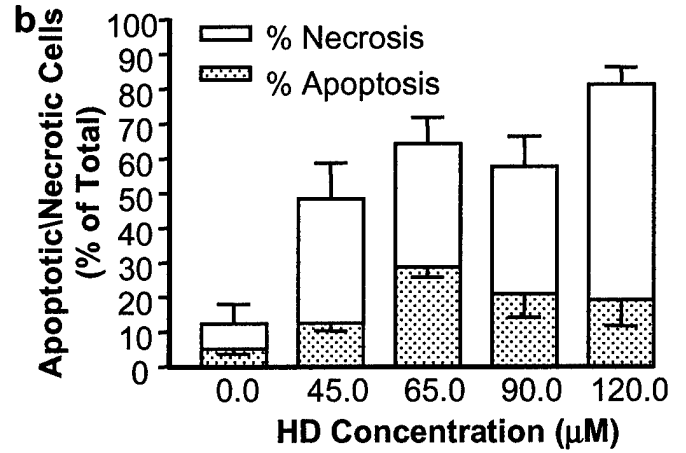 b
Apoptotic\Necrotic Cells
(% of Total)
100
90
80
70
60
50
40
30
20
10
0
% Necrosis
% Apoptosis
0.0 45.0 65.0 90.0 120.0
HD Concentration (µM)